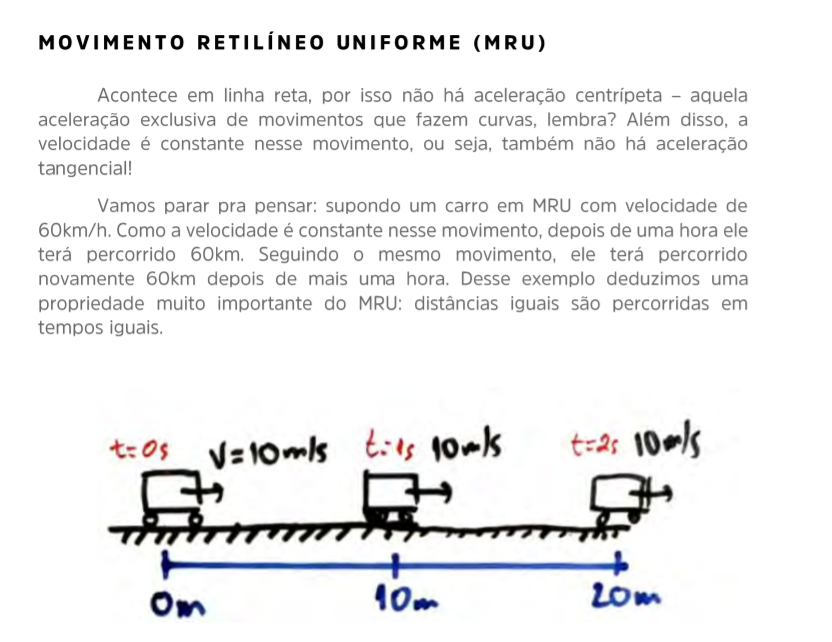 MOVIMENTO RETILÍNEO UNIFORME (MRU)
Acontece em linha reta, por isso não há aceleração centrípeta – aquela
aceleração exclusiva de movimentos que fazem curvas, lembra? Além disso, a
velocidade é constante nesse movimento, ou seja, também não há aceleração
tangencial!
Vamos parar pra pensar: supondo um carro em MRU com velocidade de
60km/h. Como a velocidade é constante nesse movimento, depois de uma hora ele
terá percorrido 60km. Seguindo o mesmo movimento, ele terá percorrido
novamente 60km depois de mais uma hora. Desse exemplo deduzimos uma
propriedade muito importante do MRU: distâncias iguais são percorridas em
tempos iguais.
t=0s V=10m/s t=1s 10m/s t=2s 10m/s
0m 10m 20m